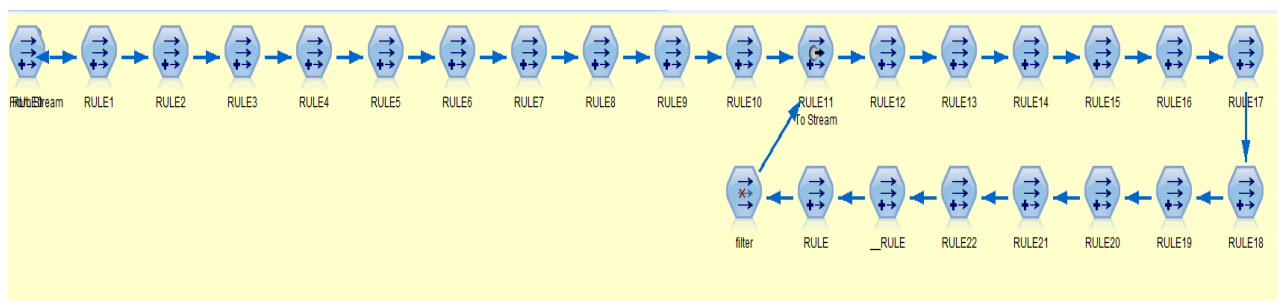 RULE1 RULE2 RULE3 RULE4 RULE5 RULE6 RULE7 RULE8 RULE9 RULE10 RULE11 RULE12 RULE13 RULE14 RULE15 RULE16 RULE17
To Stream
filter RULE __RULE RULE22 RULE21 RULE20 RULE19 RULE18